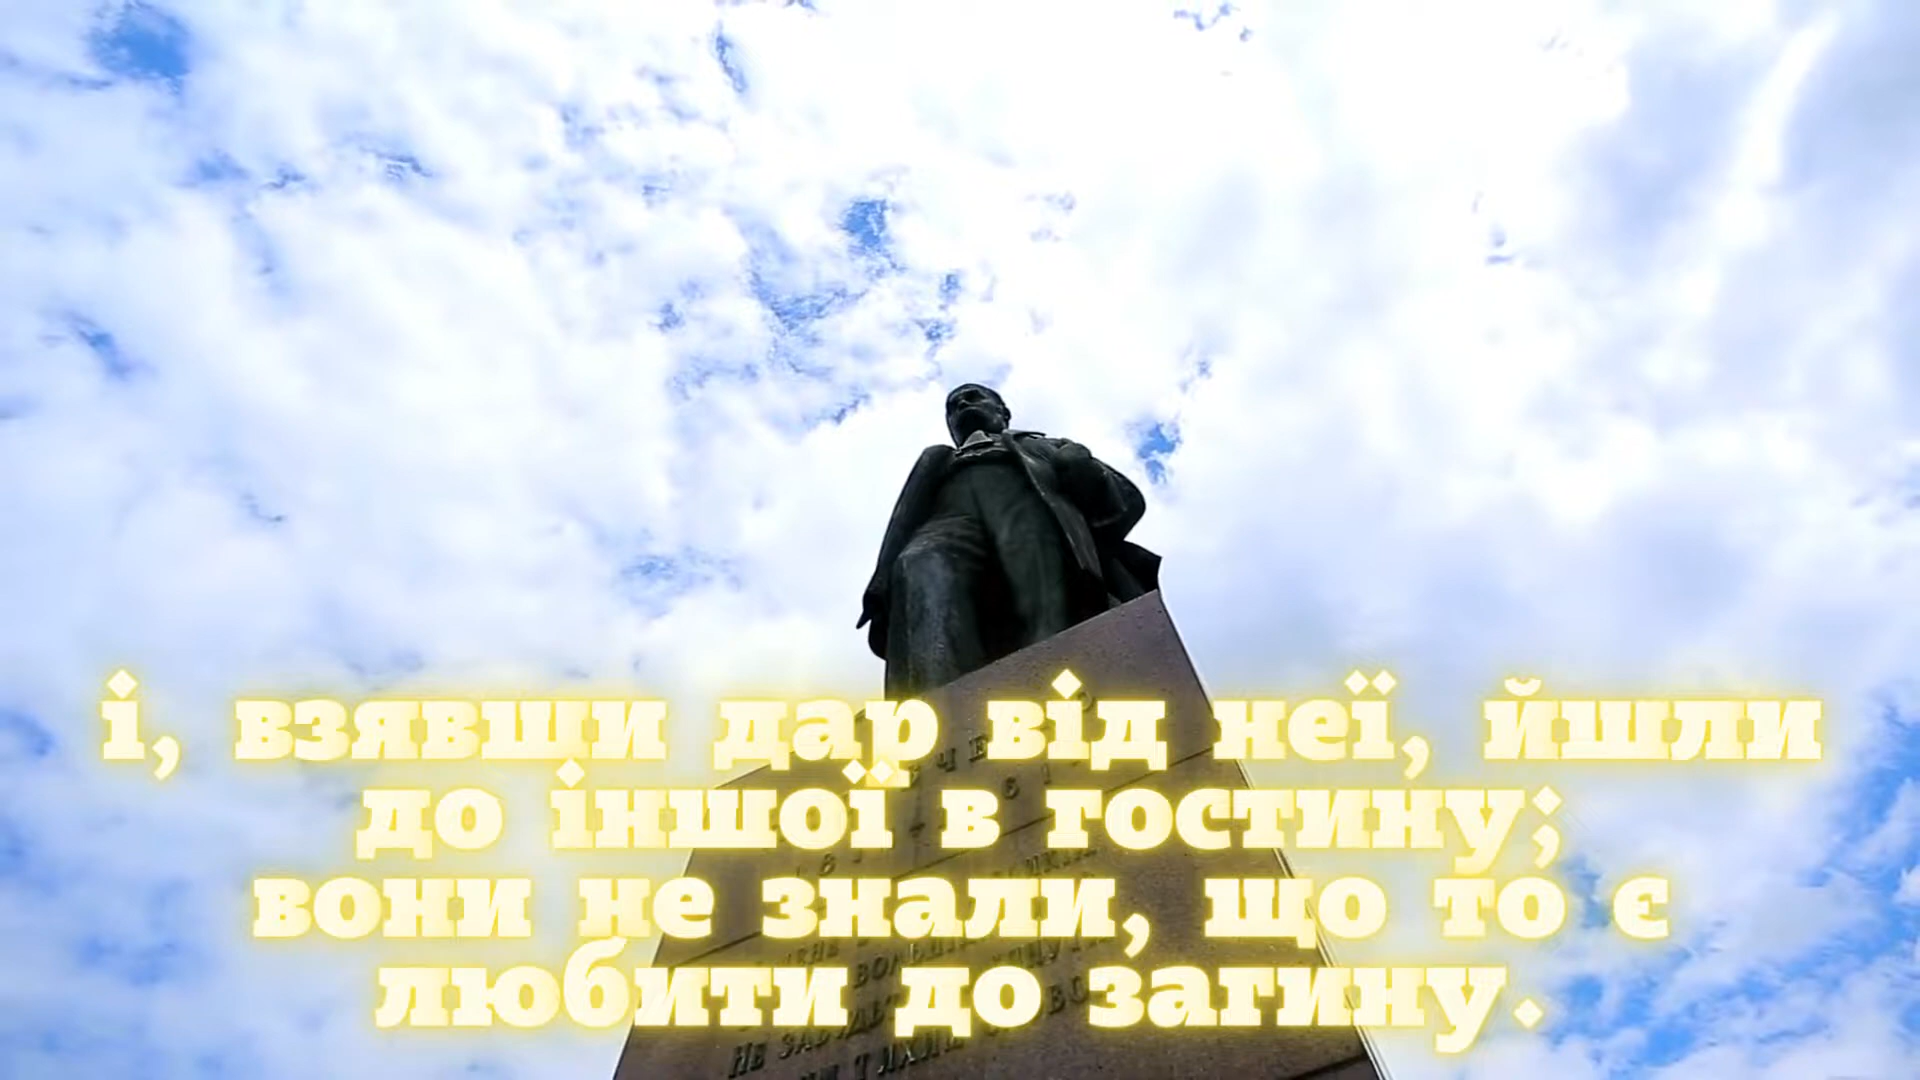 і, взявши дар від неї, йшли
до іншої в гостину;
вони не знали, що то є
любити до загину.